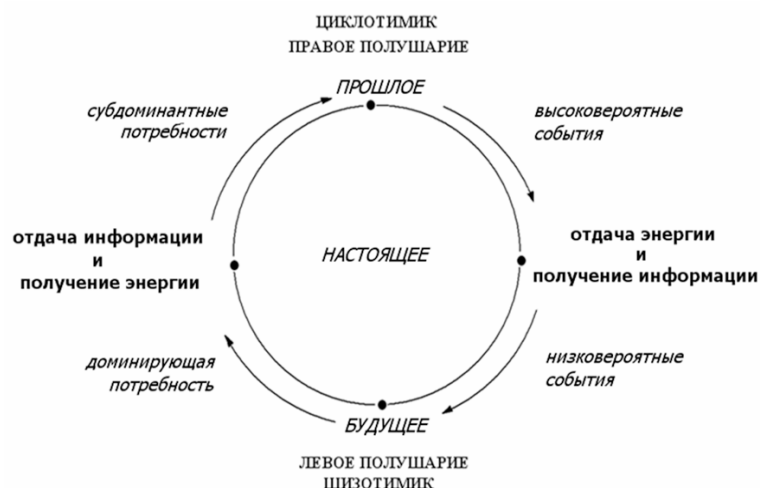 ЦИКЛОТИМИК
ПРАВОЕ ПОЛУШАРИЕ
ПРОШЛОЕ
субдоминантные
потребности
высоковероятные
события
отдача информации
и
получение энергии
НАСТОЯЩЕЕ
отдача энергии
и
получение информации
доминирующая
потребность
низковероятные
события
БУДУЩЕЕ
ЛЕВОЕ ПОЛУШАРИЕ
ШИЗОТИМИК